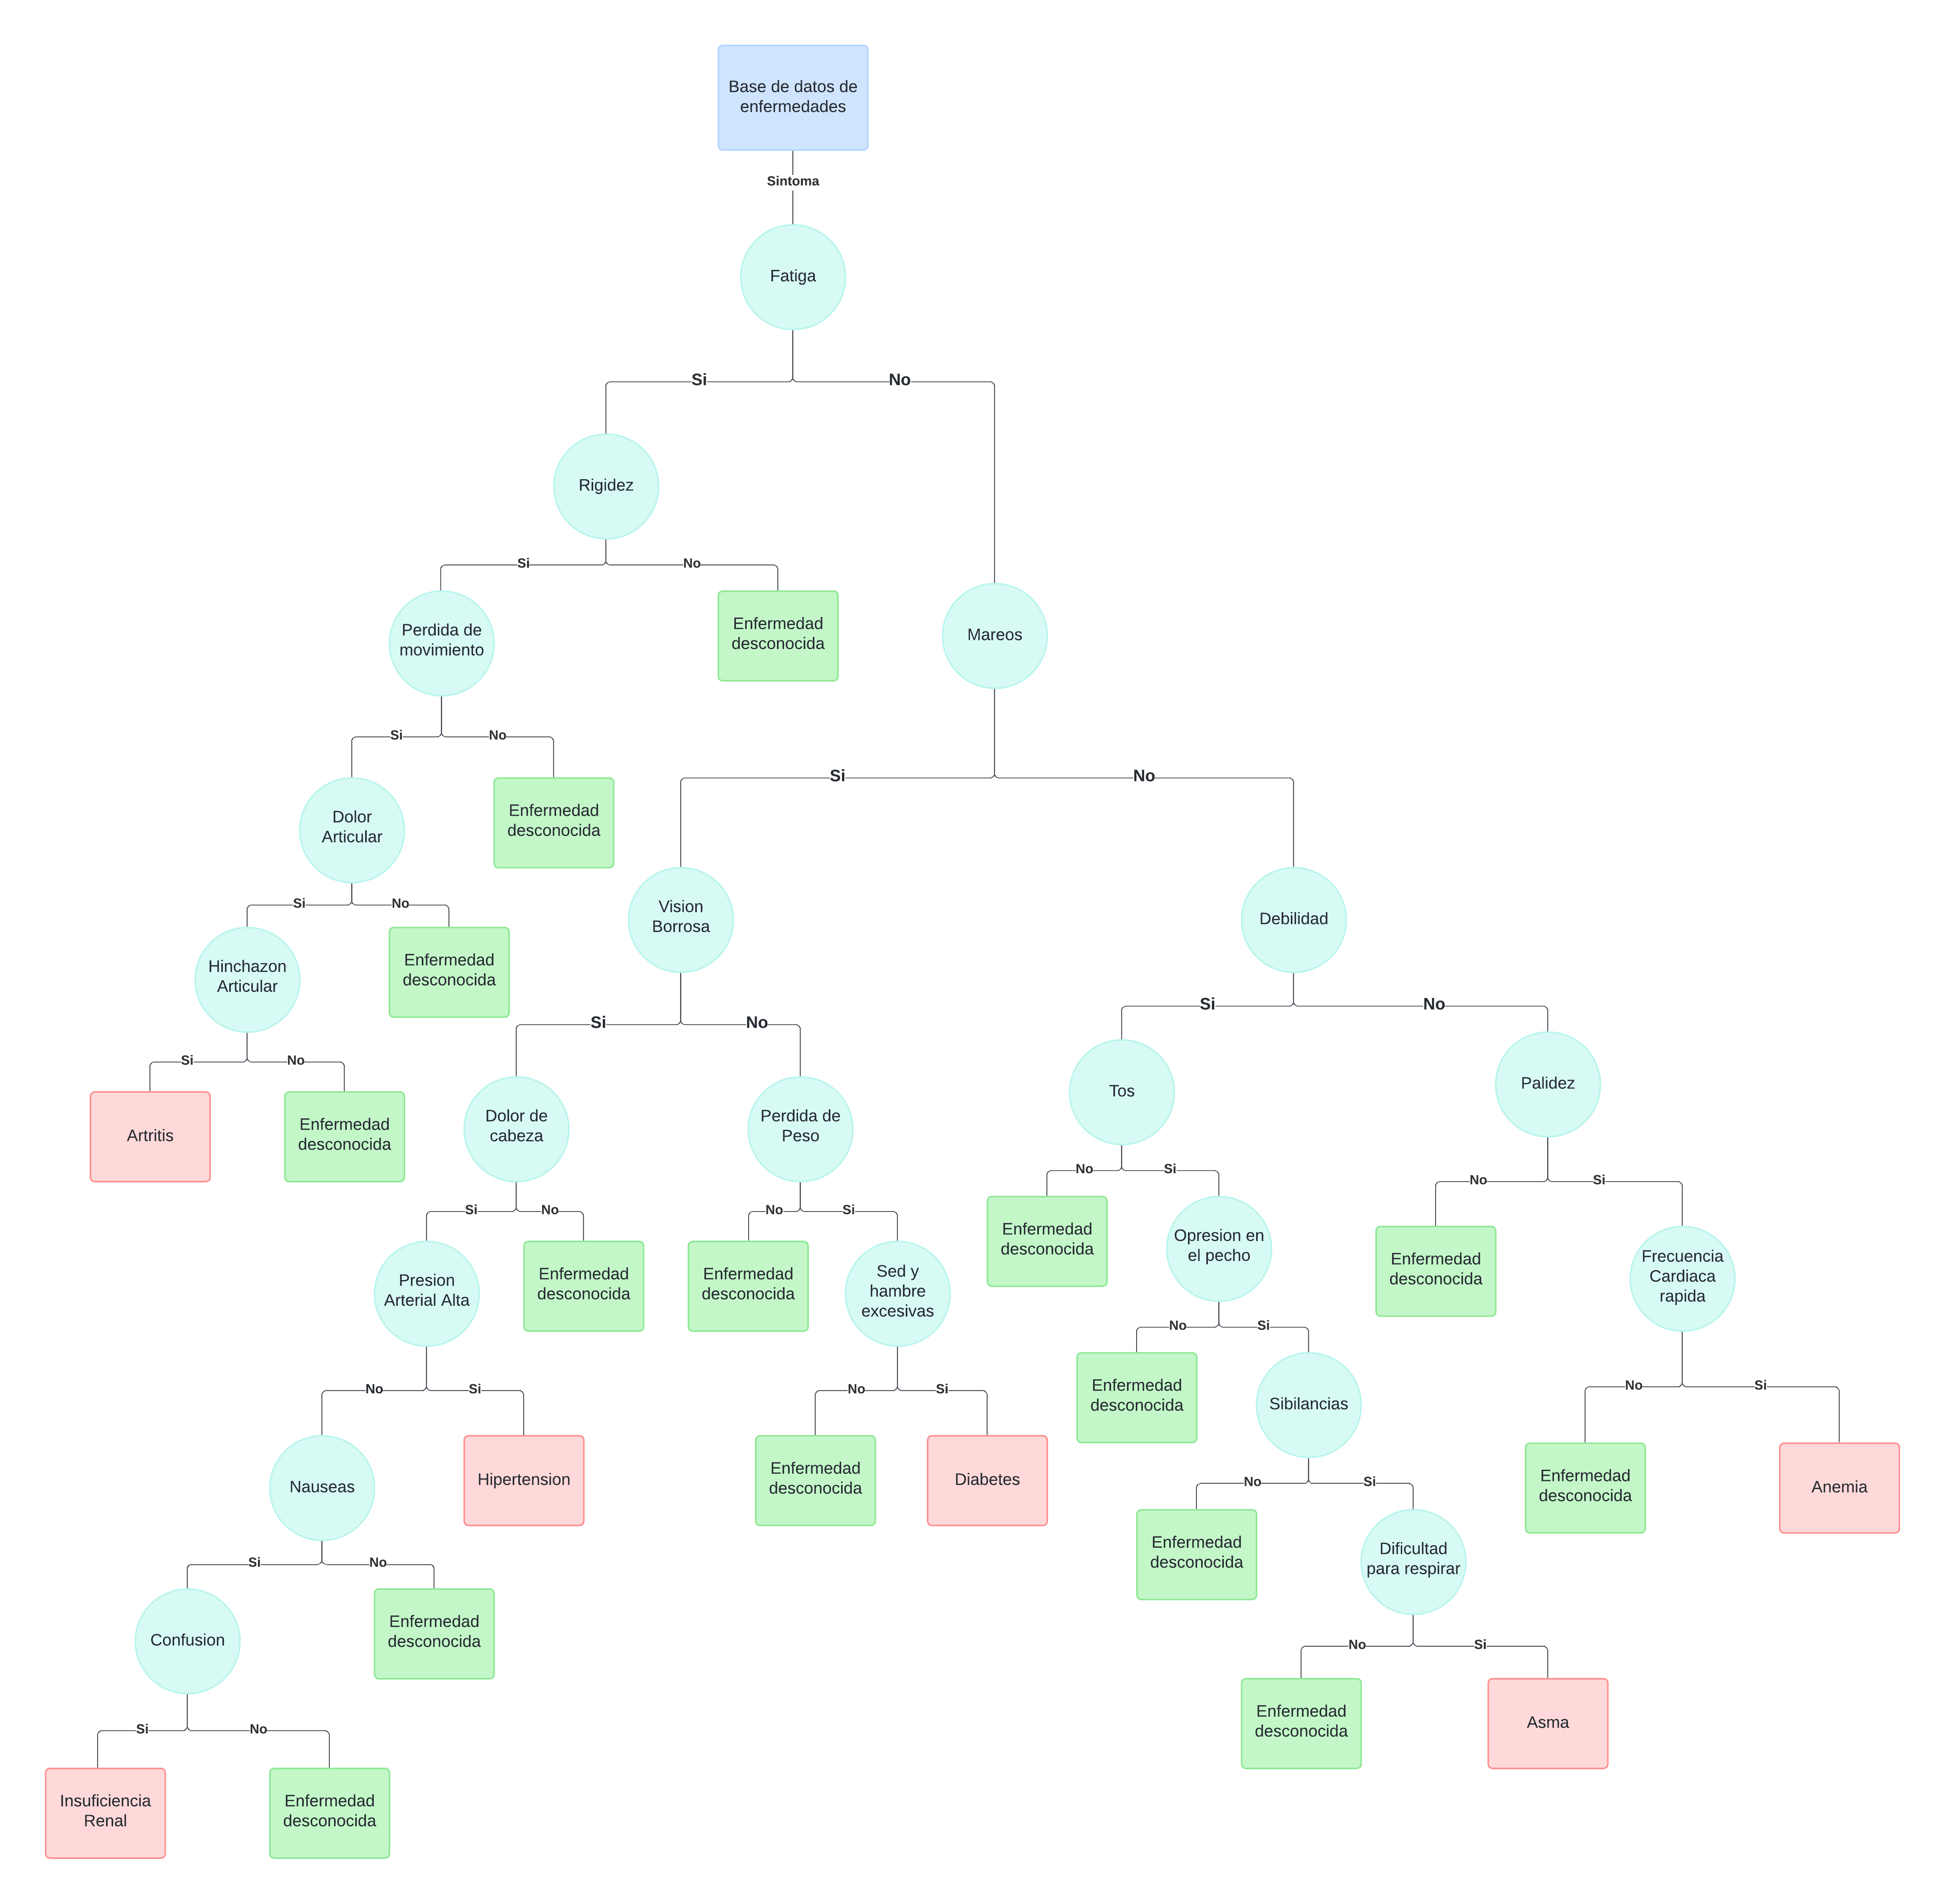 Base de datos de
enfermedades
Sintoma
Fatiga
Si
No
Rigidez
Si
No
Perdida de
movimiento
Enfermedad
desconocida
Mareos
Si
No
Si
No
Dolor
Articular
Enfermedad
desconocida
Vision
Borrosa
Debilidad
Si
No
Hinchazon
Articular
Enfermedad
desconocida
Si
No
Si
No
Si
No
Artritis
Enfermedad
desconocida
Dolor de
cabeza
Perdida de
Peso
Tos
Palidez
Si
No
No
Si
No
Si
No
Si
Presion
Arterial Alta
Enfermedad
desconocida
Enfermedad
desconocida
Sed y
hambre
excesivas
Enfermedad
desconocida
Opresion en
el pecho
Enfermedad
desconocida
Frecuencia
Cardiaca
rapida
No
Si
No
Si
No
Si
No
Si
Nauseas
Hipertension
Enfermedad
desconocida
Diabetes
Enfermedad
desconocida
Sibilancias
Enfermedad
desconocida
Anemia
Si
No
No
Si
Confusion
Enfermedad
desconocida
Enfermedad
desconocida
Dificultad
para respirar
Si
No
No
Si
Insuficiencia
Renal
Enfermedad
desconocida
Enfermedad
desconocida
Asma